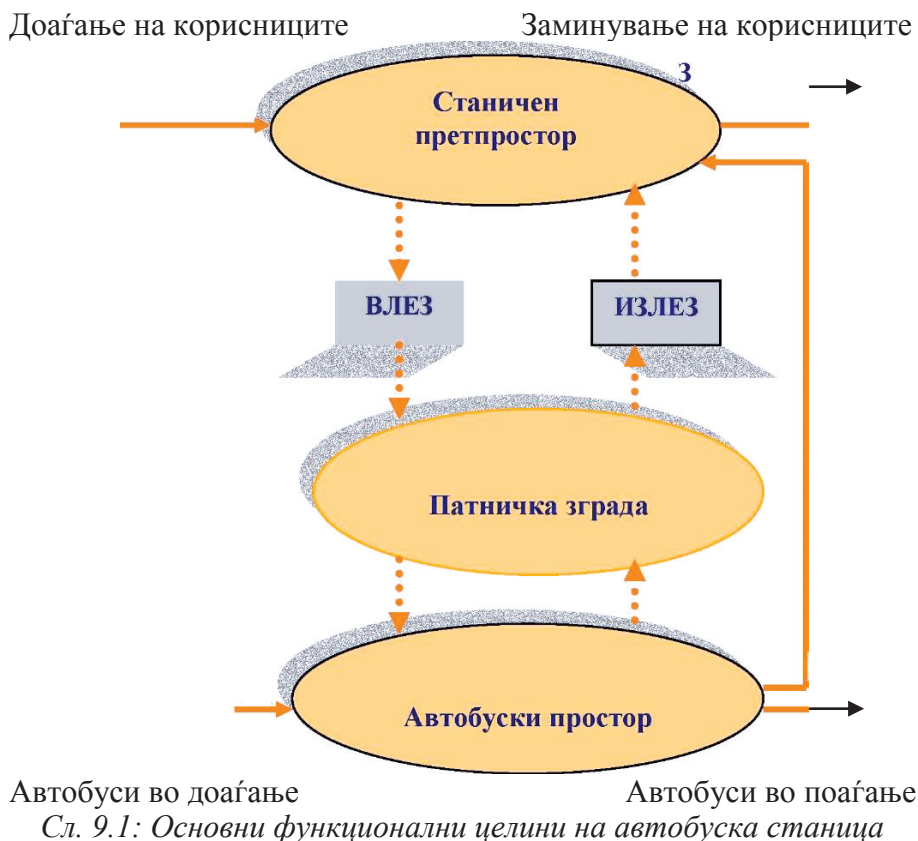 Доаѓање на корисниците Заминување на корисниците
З
Станичен
претпростор
ВЛЕЗ ИЗЛЕЗ
Патничка зграда
Автобуски простор
Автобуси во доаѓање Автобуси во поаѓање
Сл. 9.1: Основни функционални целини на автобуска станица